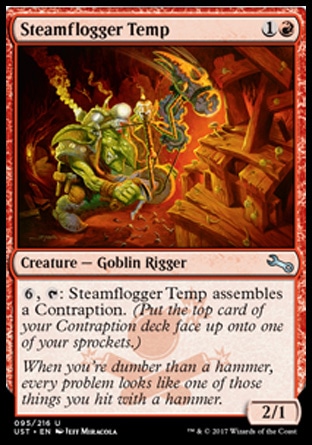 Steamflogger Temp 1
Creature — Goblin Rigger
6, : Steamflogger Temp assembles
a Contraption. (Put the top card of
your Contraption deck face up onto one
of your sprockets.)
When you're dumber than a hammer,
every problem looks like one of those
things you hit with a hammer.
2/1
095/216 U
UST • EN Jeff Miracola
™ & © 2017 Wizards of the Coast